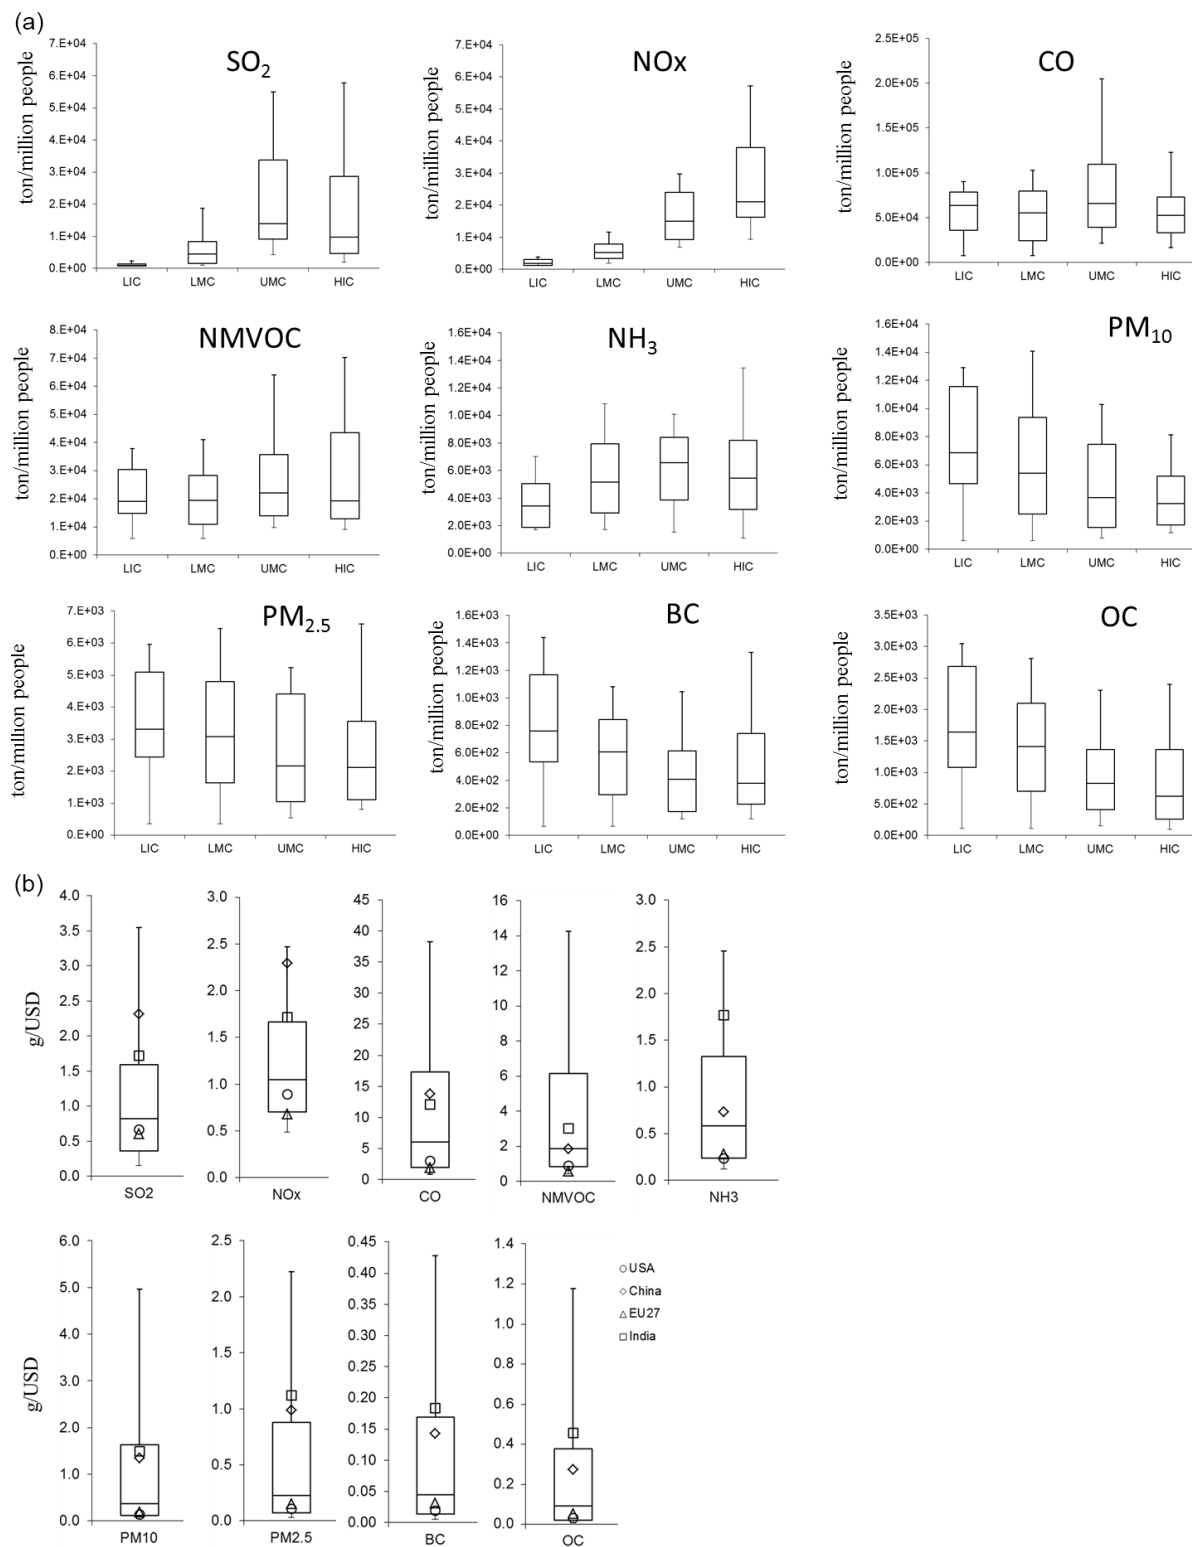 (a)
SO2
ton/million people
7.E+04
6.E+04
5.E+04
4.E+04
3.E+04
2.E+04
1.E+04
0.E+00
LIC LMC UMC HIC
NOx
ton/million people
7.E+04
6.E+04
5.E+04
4.E+04
3.E+04
2.E+04
1.E+04
0.E+00
LIC LMC UMC HIC
CO
ton/million people
2.5E+05
2.0E+05
1.5E+05
1.0E+05
5.0E+04
0.0E+00
LIC LMC UMC HIC
NMVOC
ton/million people
8.E+04
7.E+04
6.E+04
5.E+04
4.E+04
3.E+04
2.E+04
1.E+04
0.E+00
LIC LMC UMC HIC
NH3
ton/million people
1.6E+04
1.4E+04
1.2E+04
1.0E+04
8.0E+03
6.0E+03
4.0E+03
2.0E+03
0.0E+00
LIC LMC UMC HIC
PM10
ton/million people
1.6E+04
1.4E+04
1.2E+04
1.0E+04
8.0E+03
6.0E+03
4.0E+03
2.0E+03
0.0E+00
LIC LMC UMC HIC
PM2.5
ton/million people
7.E+03
6.E+03
5.E+03
4.E+03
3.E+03
2.E+03
1.E+03
0.E+00
LIC LMC UMC HIC
BC
ton/million people
1.6E+03
1.4E+03
1.2E+03
1.0E+03
8.0E+02
6.0E+02
4.0E+02
2.0E+02
0.0E+00
LIC LMC UMC HIC
OC
ton/million people
3.5E+03
3.0E+03
2.5E+03
2.0E+03
1.5E+03
1.0E+03
5.0E+02
0.0E+00
LIC LMC UMC HIC
(b)
g/USD
4.0
3.5
3.0
2.5
2.0
1.5
1.0
0.5
0.0
SO2
3.0
2.5
2.0
1.5
1.0
0.5
0.0
NOx
45
40
35
30
25
20
15
10
5
0
CO
16
14
12
10
8
6
4
2
0
NMVOC
3.0
2.5
2.0
1.5
1.0
0.5
0.0
NH3
g/USD
6.0
5.0
4.0
3.0
2.0
1.0
0.0
PM10
2.5
2.0
1.5
1.0
0.5
0.0
PM2.5
0.45
0.40
0.35
0.30
0.25
0.20
0.15
0.10
0.05
0.00
BC
1.4
1.2
1.0
0.8
0.6
0.4
0.2
0.0
OC
USA
China
EU27
India